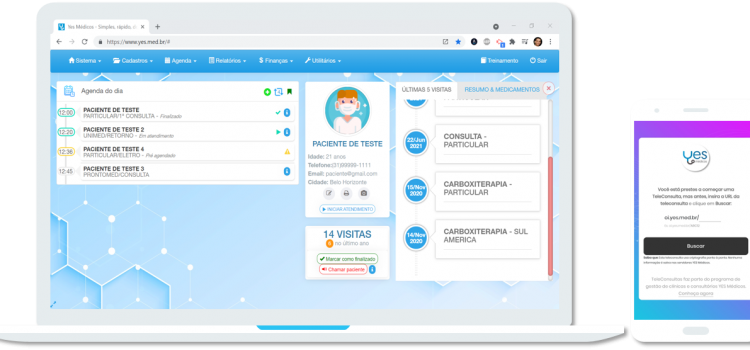 Yes Médicos - Simples, rápido, c
https://www.yes.med.br/#
Sistema
Cadastros
Agenda
Relatórios
$ Finanças
Utilitários
Treinamento
Sair
Agenda do dia
12:00
PACIENTE DE TESTE
PARTICULAR/1ª CONSULTA - Finalizado
12:00
PACIENTE DE TESTE 2
UNIMED/RETORNO - Em atendimento
12:36
PACIENTE DE TESTE 4
PARTICULAR/ELETRO - Pré agendado
12:45
PACIENTE DE TESTE 3
PRONTOMED/CONSULTA
PACIENTE DE TESTE
Idade: 21 anos
Telefone:(31)99999-1111
Email: paciente@gmail.com
Cidade: Belo Horizonte
INICIAR ATENDIMENTO
14 VISITAS
no último ano
Marcar como finalizado
Chamar paciente
ÚLTIMAS 5 VISITAS
RESUMO & MEDICAMENTOS
22/Jun
2021
CONSULTA -
PARTICULAR
15/Nov
2020
CARBOXITERAPIA -
PARTICULAR
14/Nov
2020
CARBOXITERAPIA - SUL
AMERICA
yes
Você está prestes a começar uma
TeleConsulta, mas antes, insira a URL da
teleconsulta e clique em Buscar:
oi.yes.med.br/
Buscar
TeleConsultas faz parte do programa de
gestão de clínicas e consultórios YES Médicos.
Conheça agora